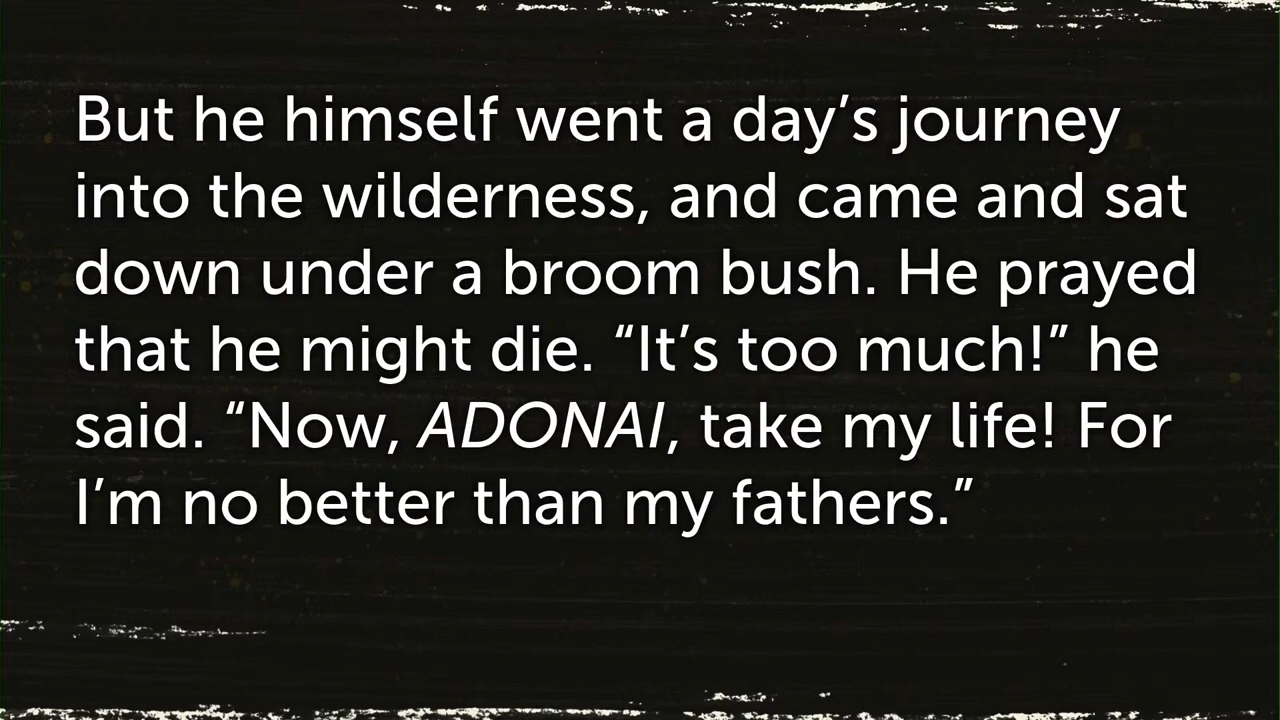 But he himself went a day’s journey
into the wilderness, and came and sat
down under a broom bush. He prayed
that he might die. “It’s too much!” he
said. “Now, ADONAI, take my life! For
I’m no better than my fathers.”